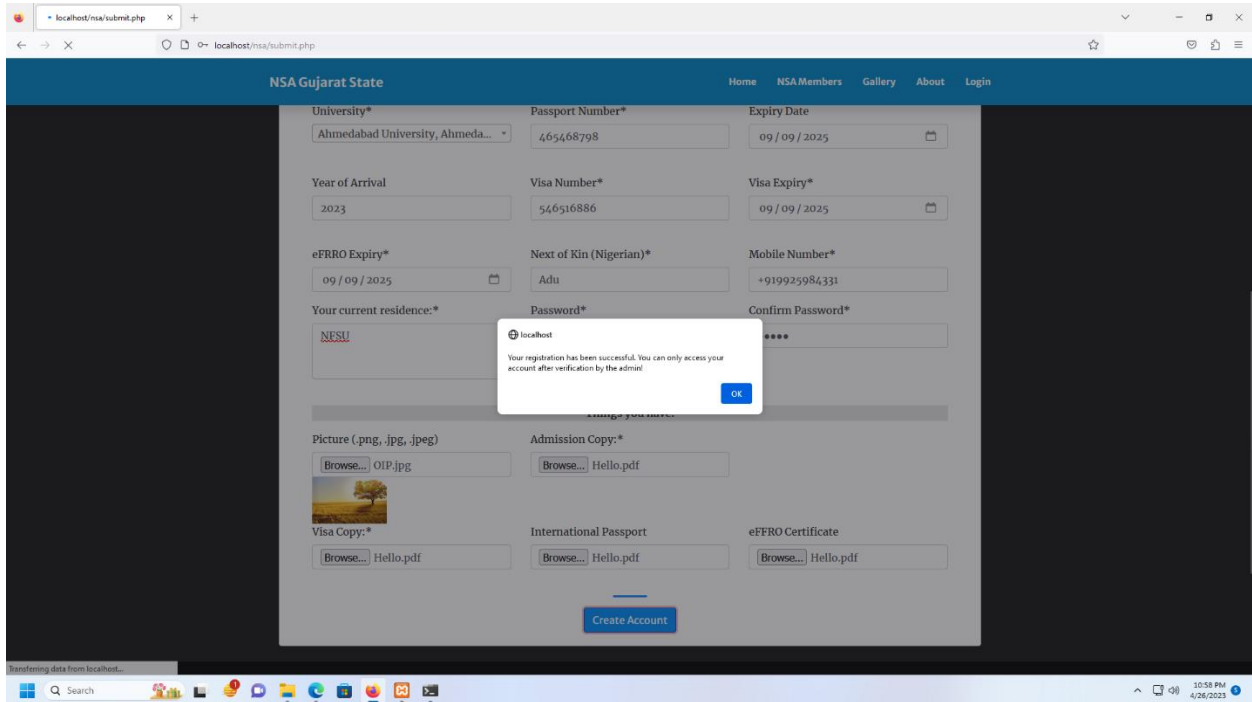 localhost/nsa/submit.php
localhost/nsa/submit.php
NSA Gujarat State Home NSA Members Gallery About Login
University* Passport Number* Expiry Date
Ahmedabad University, Ahmeda... 465468798 09 / 09 / 2025
Year of Arrival Visa Number* Visa Expiry*
2023 546516886 09 / 09 / 2025
eFRRO Expiry* Next of Kin (Nigerian)* Mobile Number*
09 / 09 / 2025 Adu +919925984331
Your current residence:* Password* Confirm Password*
NFSU
localhost
Your registration has been successful. You can only access your
account after verification by the admin!
OK
Things you have:
Picture (.png, .jpg, .jpeg) Admission Copy:*
Browse... OIP.jpg Browse... Hello.pdf
Visa Copy:* International Passport eFFRO Certificate
Browse... Hello.pdf Browse... Hello.pdf Browse... Hello.pdf
Create Account
Transferring data from localhost...
Search 10:58 PM
4/26/2023